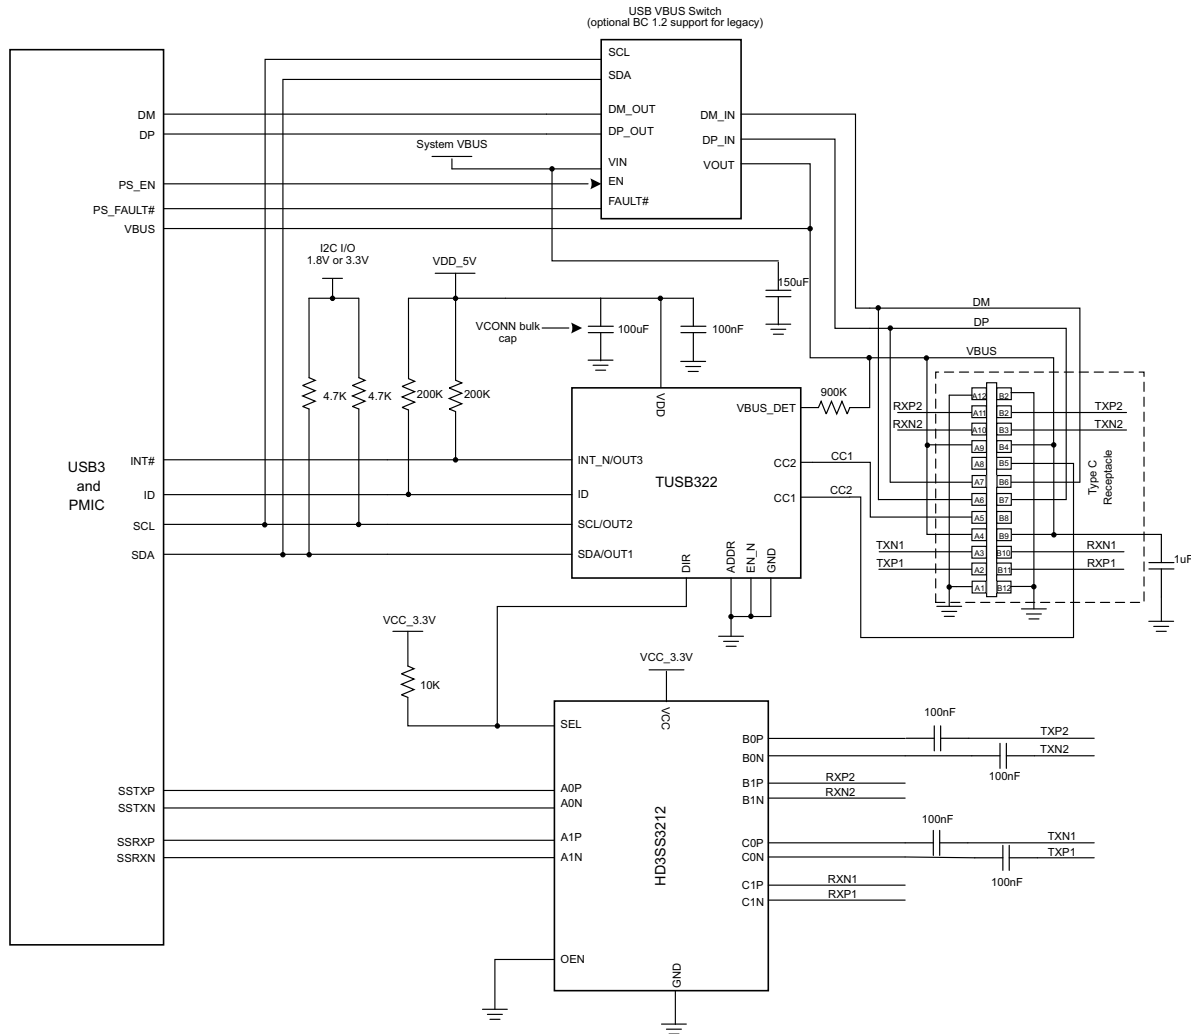 USB VBUS Switch
(optional BC 1.2 support for legacy)
SCL
SDA
DM
DM_OUT
DM_IN
DP
DP_OUT
DP_IN
System VBUS
VIN
VOUT
PS_EN
EN
PS_FAULT#
FAULT#
VBUS
I2C I/O
1.8V or 3.3V
VDD_5V
150uF
DM
DP
VCONN bulk
cap
100uF
100nF
VBUS
4.7K
4.7K
200K
200K
VDD
VBUS_DET
900K
USB3
and
PMIC
INT#
INT_N/OUT3
ID
ID
SCL
SCL/OUT2
SDA
SDA/OUT1
TUSB322
CC2
CC1
CC1
CC2
DIR
ADDR
EN_N
GND
RXP2
RXN2
TXN1
TXP1
A12
A11
A10
A9
A8
A7
A6
A5
A4
A3
A2
A1
B2
B2
B3
B4
B5
B6
B7
B8
B9
B10
B11
B12
TXP2
TXN2
RXN1
RXP1
Type C
Receptacle
1uF
VCC_3.3V
10K
VCC_3.3V
VCC
SEL
HD3SS3212
SSTXP
A0P
SSTXN
A0N
SSRXP
A1P
SSRXN
A1N
OEN
GND
B0P
100nF
TXP2
B0N
100nF
TXN2
B1P
RXP2
B1N
RXN2
C0P
100nF
TXN1
C0N
100nF
TXP1
C1P
RXN1
C1N
RXP1